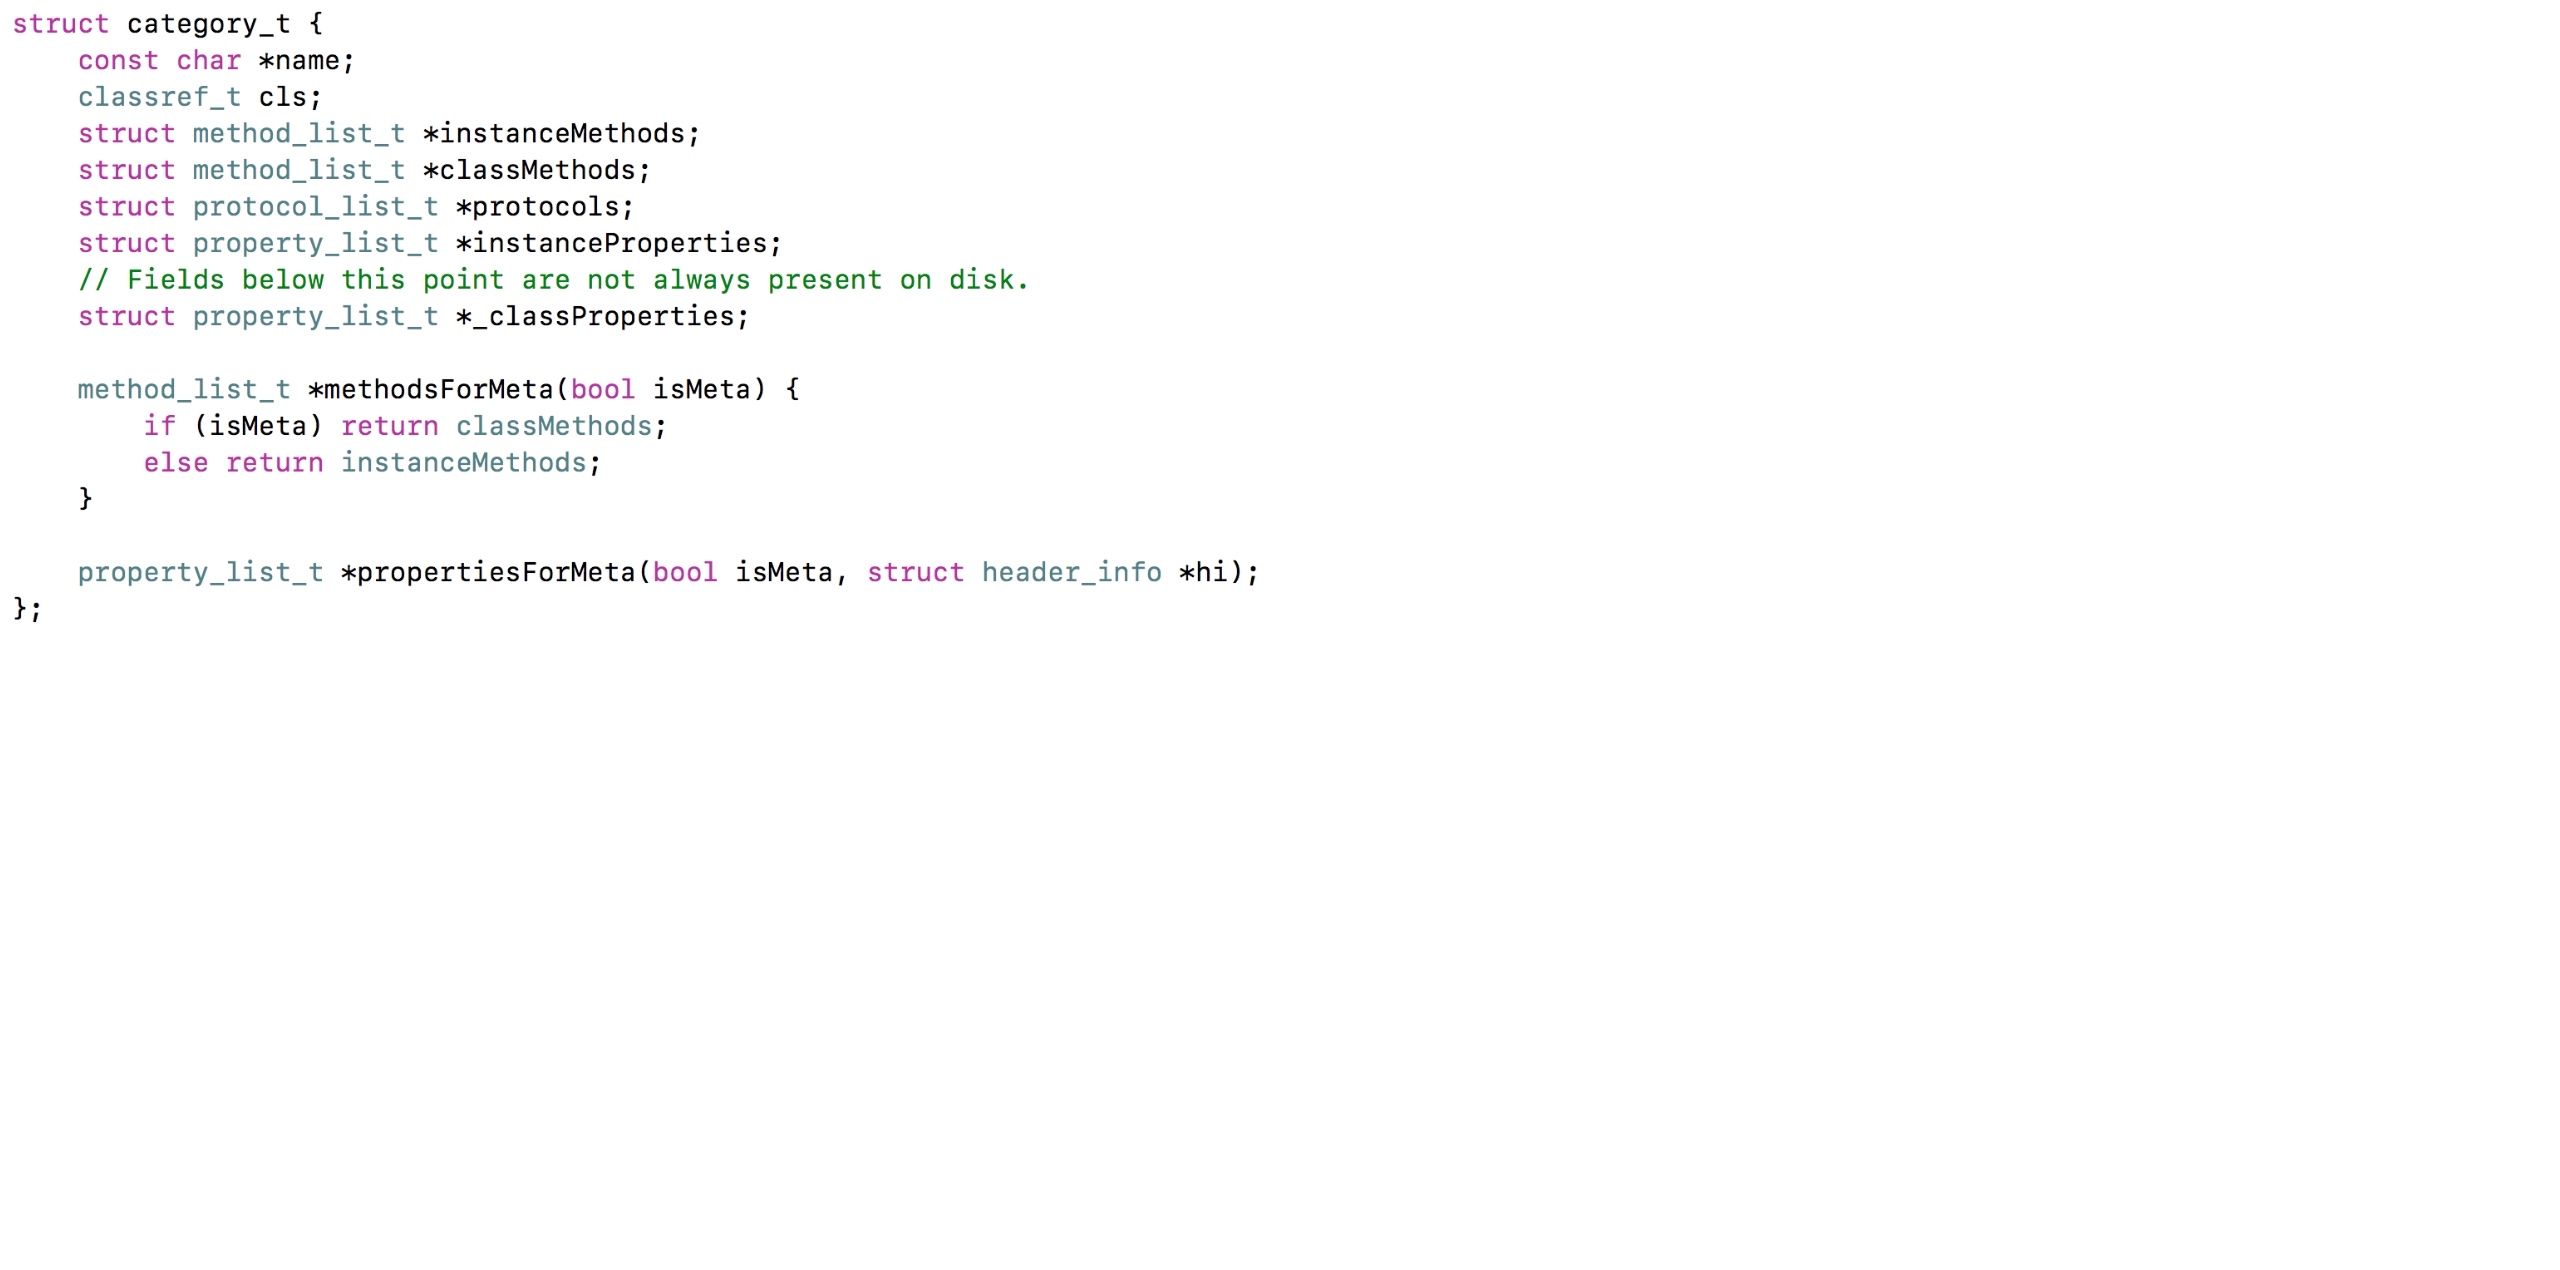 struct category_t {
    const char *name;
    classref_t cls;
    struct method_list_t *instanceMethods;
    struct method_list_t *classMethods;
    struct protocol_list_t *protocols;
    struct property_list_t *instanceProperties;
    // Fields below this point are not always present on disk.
    struct property_list_t *_classProperties;

    method_list_t *methodsForMeta(bool isMeta) {
        if (isMeta) return classMethods;
        else return instanceMethods;
    }

    property_list_t *propertiesForMeta(bool isMeta, struct header_info *hi);
};